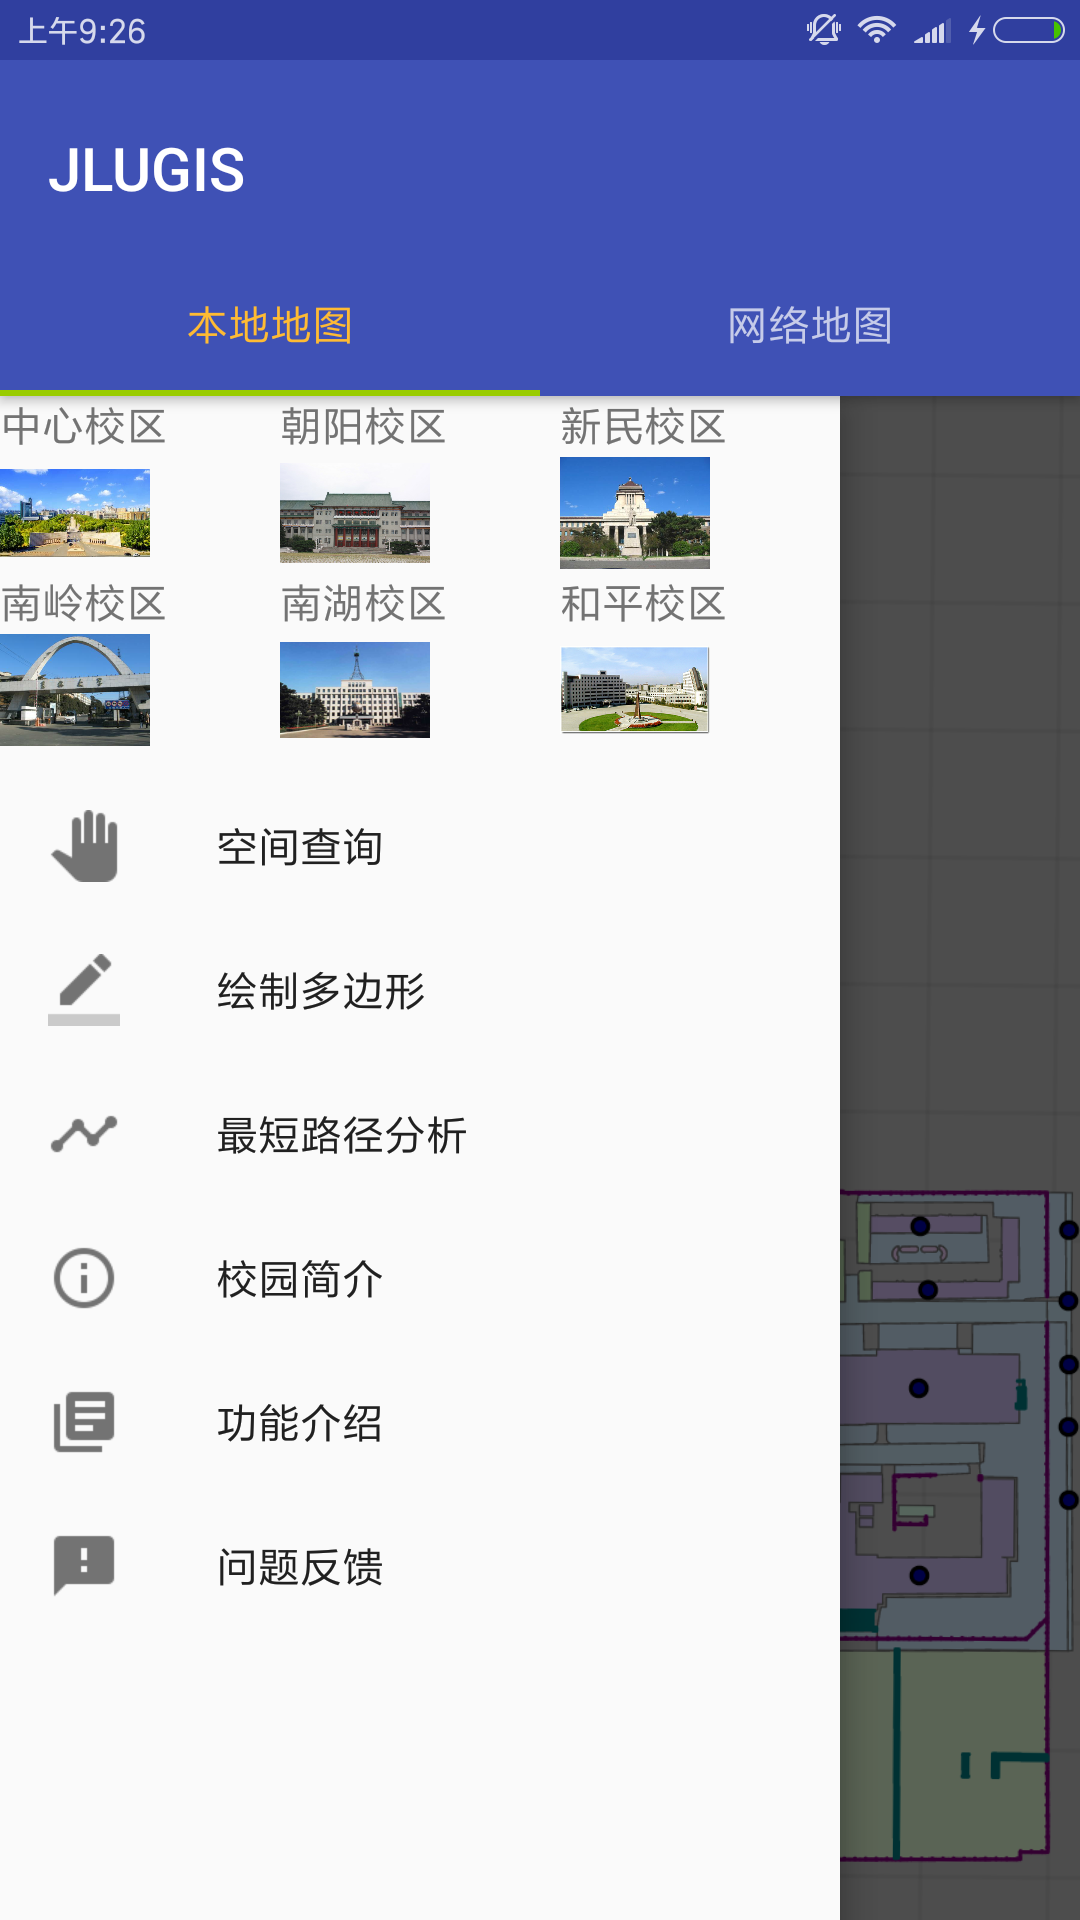 上午9:26
JLUGIS
本地地图 网络地图
中心校区 朝阳校区 新民校区
南岭校区 南湖校区 和平校区
空间查询
绘制多边形
最短路径分析
校园简介
功能介绍
问题反馈